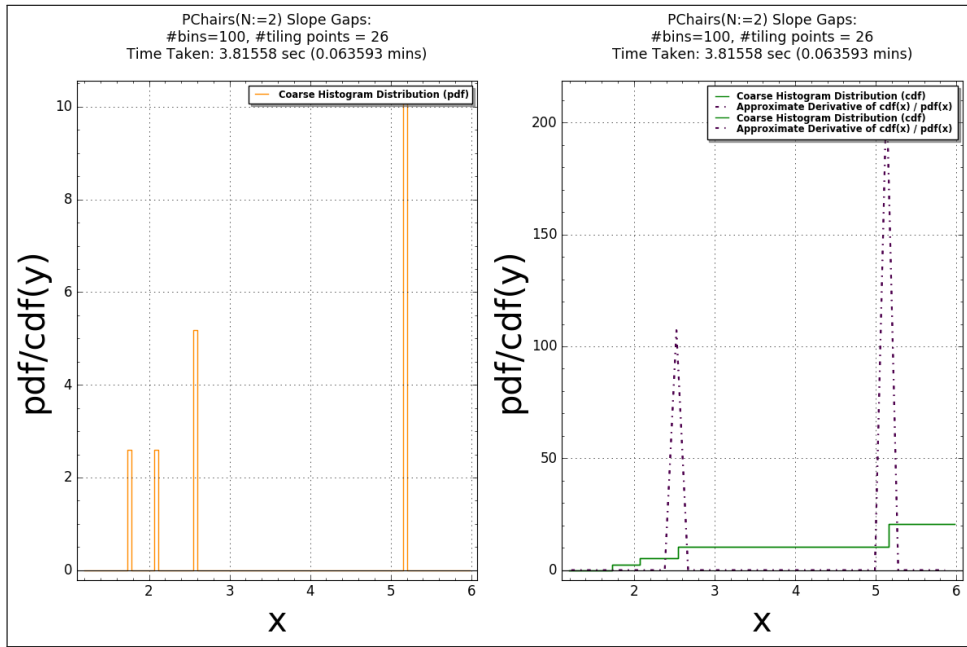 PChairs(N:=2) Slope Gaps:
#bins=100, #tiling points = 26
Time Taken: 3.81558 sec (0.063593 mins)
Coarse Histogram Distribution (pdf)
10
8
6
4
2
0
2
3
4
5
6
pdf/cdf(y)
x
PChairs(N:=2) Slope Gaps:
#bins=100, #tiling points = 26
Time Taken: 3.81558 sec (0.063593 mins)
Coarse Histogram Distribution (cdf)
Approximate Derivative of cdf(x) / pdf(x)
Coarse Histogram Distribution (cdf)
Approximate Derivative of cdf(x) / pdf(x)
200
150
100
50
0
2
3
4
5
6
pdf/cdf(y)
x